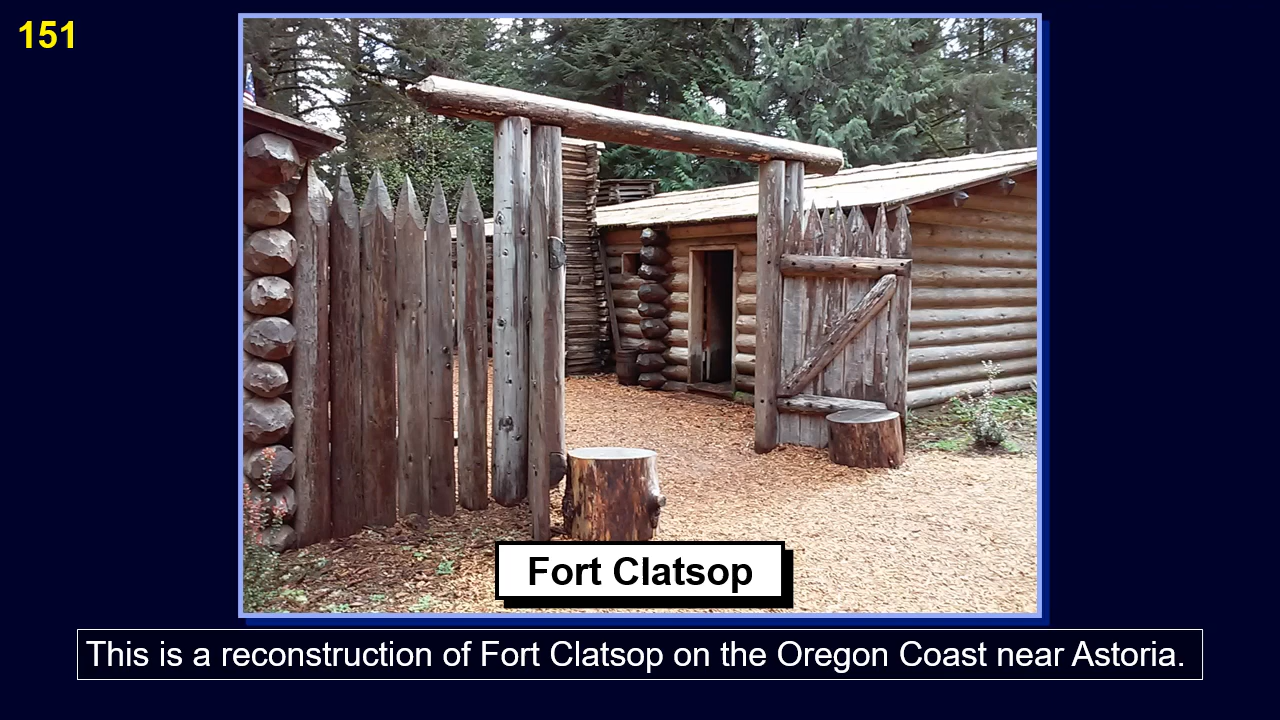 151
Fort Clatsop
This is a reconstruction of Fort Clatsop on the Oregon Coast near Astoria.